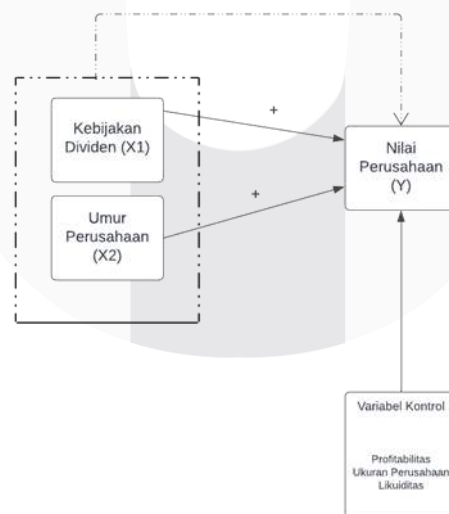 Kebijakan
Dividen (X1)
+
Nilai
Perusahaan
(Y)
+
Umur
Perusahaan
(X2)
Variabel Kontrol
Profitabilitas
Ukuran Perusahaan
Likuiditas